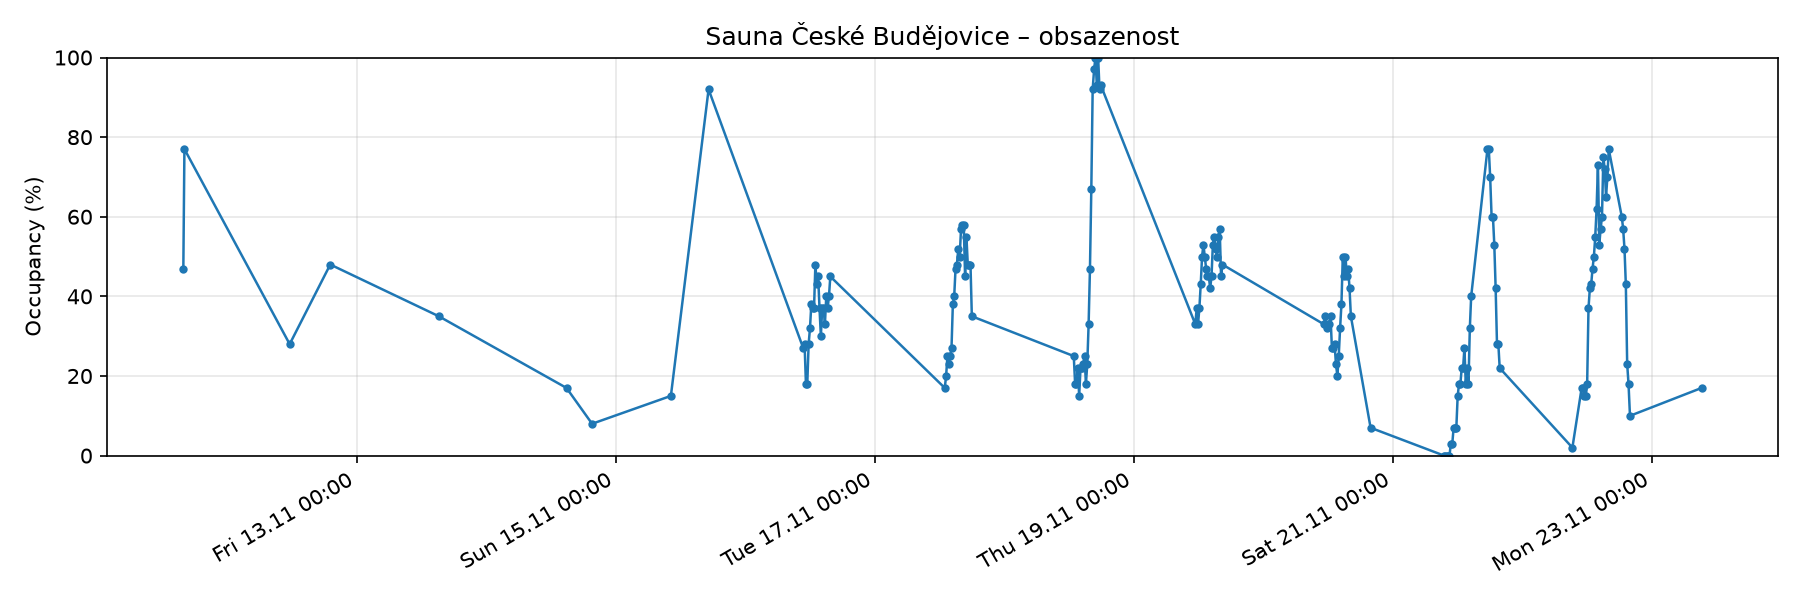 Sauna České Budějovice – obsazenost
Occupancy (%)
100
80
60
40
20
0
Fri 13.11 00:00
Sun 15.11 00:00
Tue 17.11 00:00
Thu 19.11 00:00
Sat 21.11 00:00
Mon 23.11 00:00